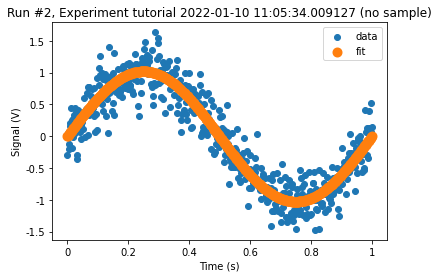 Run #2, Experiment tutorial 2022-01-10 11:05:34.009127 (no sample)
data
fit
1.5
1
0.5
0
-0.5
-1
-1.5
Signal (V)
0
0.2
0.4
0.6
0.8
1
Time (s)